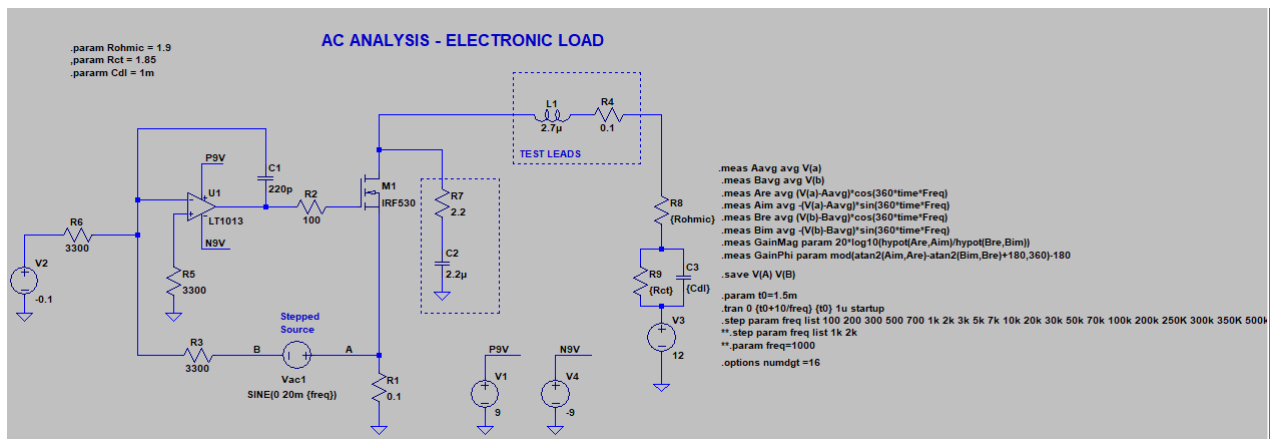 AC ANALYSIS - ELECTRONIC LOAD
.param Rohmic = 1.9
,param Rct = 1.85
.pararm Cdl = 1m
L1
2.7µ
R4
0.1
TEST LEADS
P9V
U1
LT1013
N9V
C1
220p
R2
100
M1
IRF530
R7
2.2
C2
2.2µ
R6
3300
V2
-0.1
R5
3300
R8
{Rohmic}
R9
{Rct}
C3
{Cdl}
V3
12
Stepped
Source
R3
3300
B
A
Vac1
SINE(0 20m {freq})
R1
0.1
P9V
V1
9
N9V
V4
-9
.meas Aavg avg V(a)
.meas Bavg avg V(b)
.meas Are avg (V(a)-Aavg)*cos(360*time*Freq)
.meas Aim avg -(V(a)-Aavg)*sin(360*time*Freq)
.meas Bre avg (V(b)-Bavg)*cos(360*time*Freq)
.meas Bim avg -(V(b)-Bavg)*sin(360*time*Freq)
.meas GainMag param 20*log10(hypot(Are,Aim)/hypot(Bre,Bim))
.meas GainPhi param mod(atan2(Aim,Are)-atan2(Bim,Bre)+180,360)-180
.save V(A) V(B)
.param t0=1.5m
.tran 0 {t0+10/freq} {t0} 1u startup
.step param freq list 100 200 300 500 700 1k 2k 3k 5k 7k 10k 20k 30k 50k 70k 100k 200k 250K 300k 350K 500k
**.step param freq list 1k 2k
**.param freq=1000
.options numdgt =16